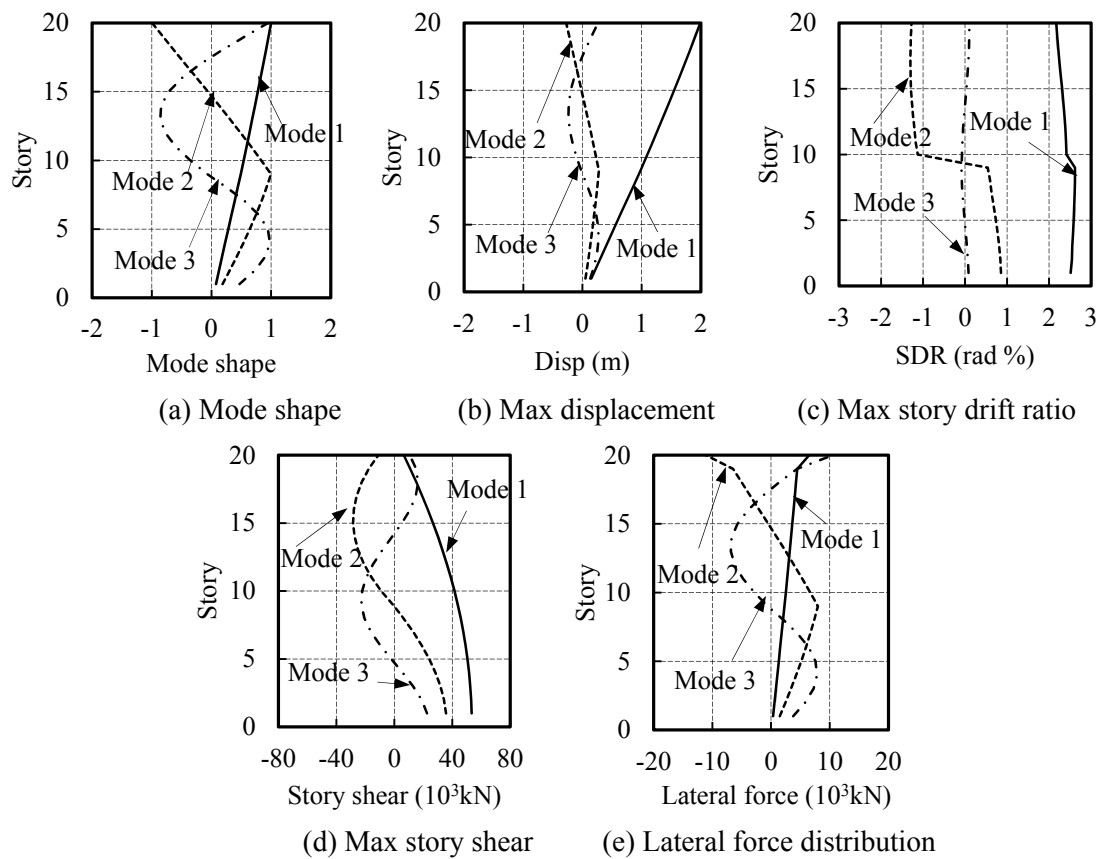 20
15
10
5
0
Story
Mode 1
Mode 2
Mode 3
-2 -1 0 1 2
Mode shape
(a) Mode shape
20
15
10
5
0
Story
Mode 2
Mode 3
Mode 1
-2 -1 0 1 2
Disp (m)
(b) Max displacement
20
15
10
5
0
Story
Mode 2
Mode 1
Mode 3
-3 -2 -1 0 1 2 3
SDR (rad %)
(c) Max story drift ratio
20
15
10
5
0
Story
Mode 1
Mode 2
Mode 3
-80 -40 0 40 80
Story shear (10³kN)
(d) Max story shear
20
15
10
5
0
Story
Mode 1
Mode 2
Mode 3
-20 -10 0 10 20
Lateral force (10³kN)
(e) Lateral force distribution